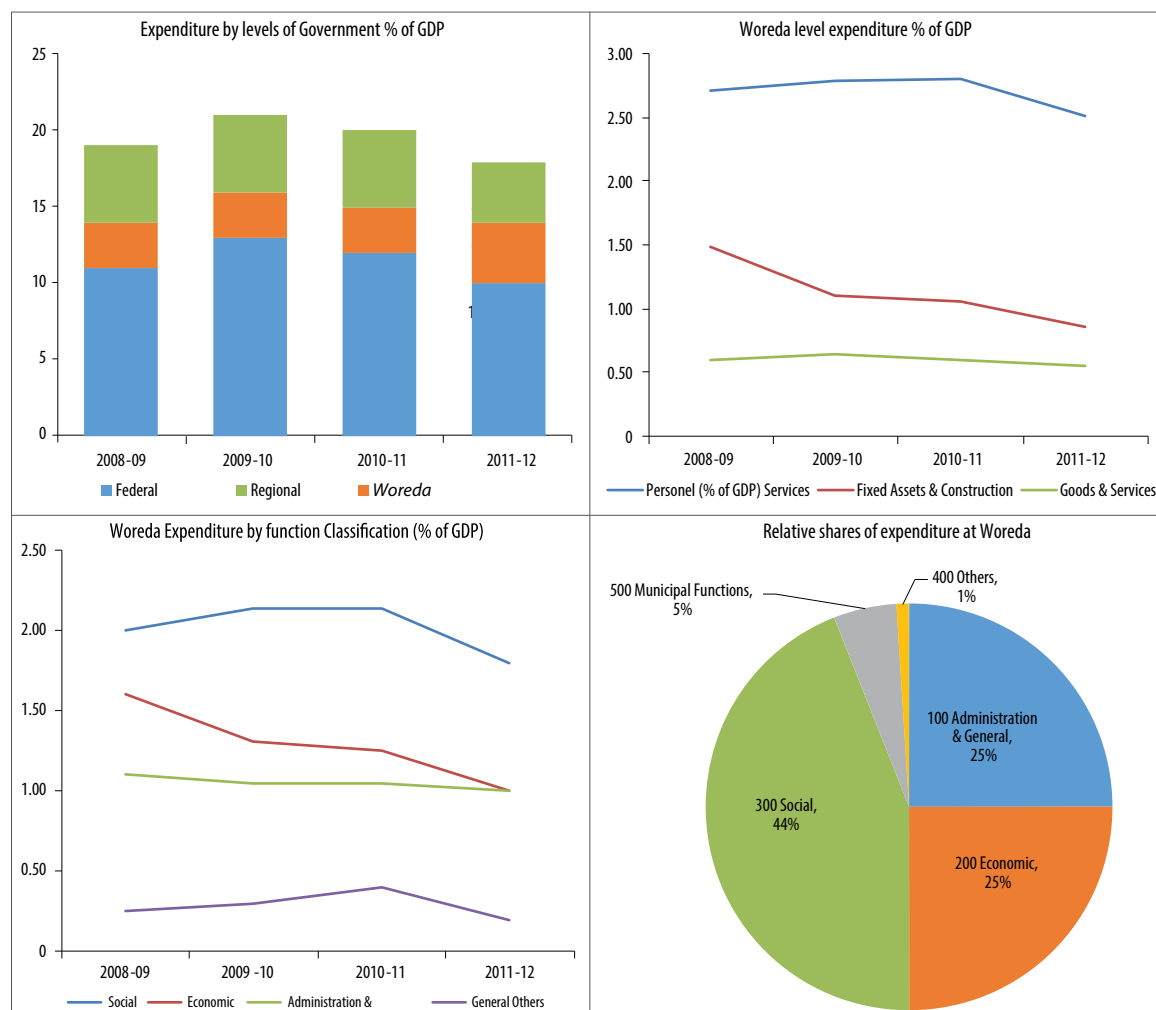 Expenditure by levels of Government % of GDP
25
20
15
10
5
0
1
2008-09 2009-10 2010-11 2011-12
Federal Regional Woreda
Woreda level expenditure % of GDP
3.00
2.50
2.00
1.50
1.00
0.50
0
2008-09 2009-10 2010-11 2011-12
Personel (% of GDP) Services Fixed Assets & Construction Goods & Services
Woreda Expenditure by function Classification (% of GDP)
2.50
2.00
1.50
1.00
0.50
0
2008-09 2009 -10 2010-11 2011-12
Social Economic Administration & General Others
Relative shares of expenditure at Woreda
400 Others,
1%
500 Municipal Functions,
5%
100 Administration
& General,
25%
300 Social,
44%
200 Economic,
25%